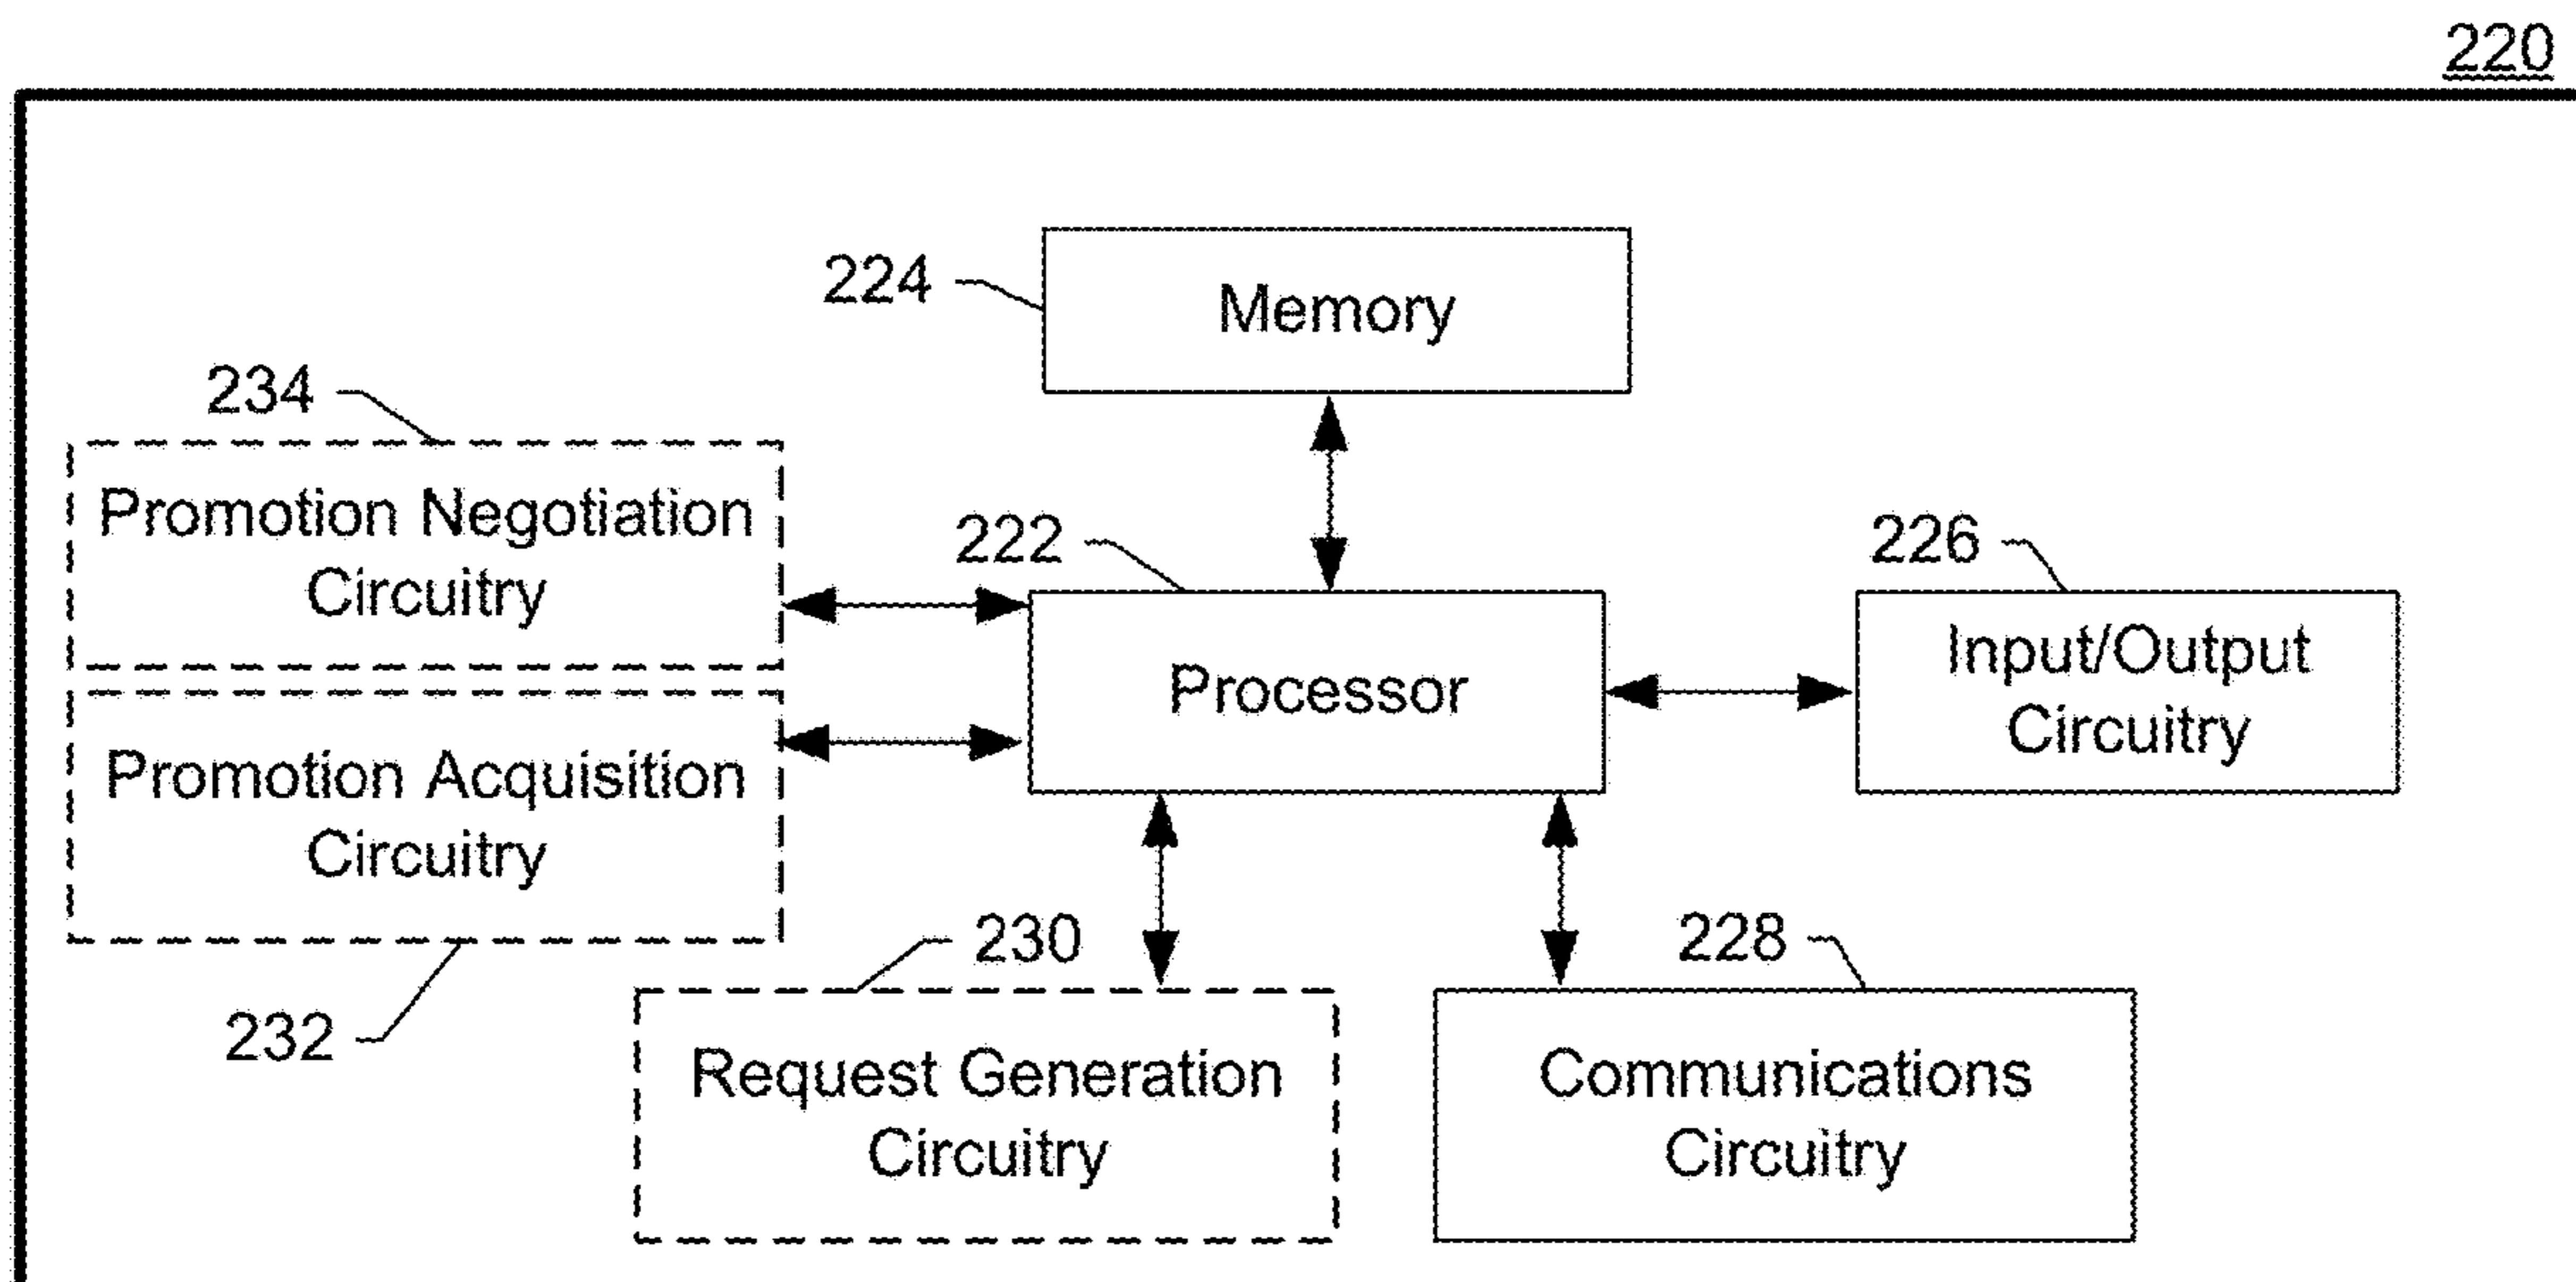 220
224
Memory
234
Promotion Negotiation
Circuitry
222
226
Processor
Input/Output
Circuitry
Promotion Acquisition
Circuitry
232
230
228
Request Generation
Circuitry
Communications
Circuitry